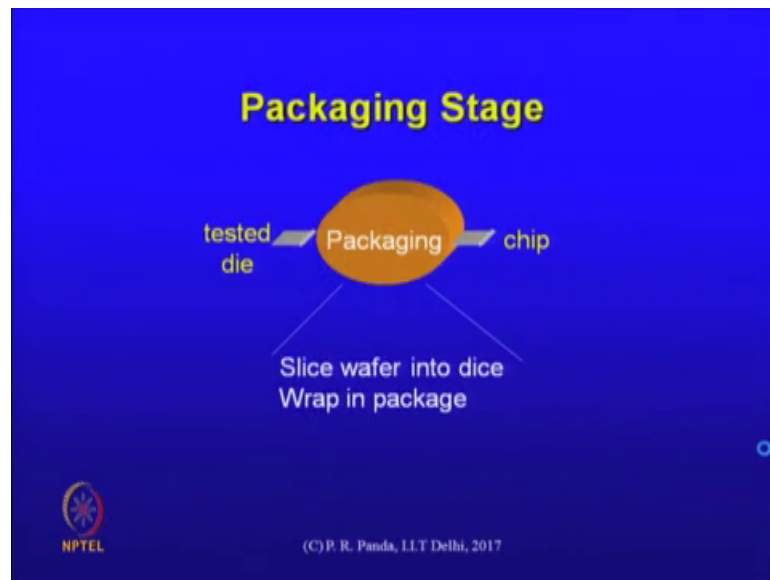 Packaging Stage
tested
die
Packaging
chip
Slice wafer into dice
Wrap in package
NPTEL
(C) P. R. Panda, I.I.T Delhi, 2017